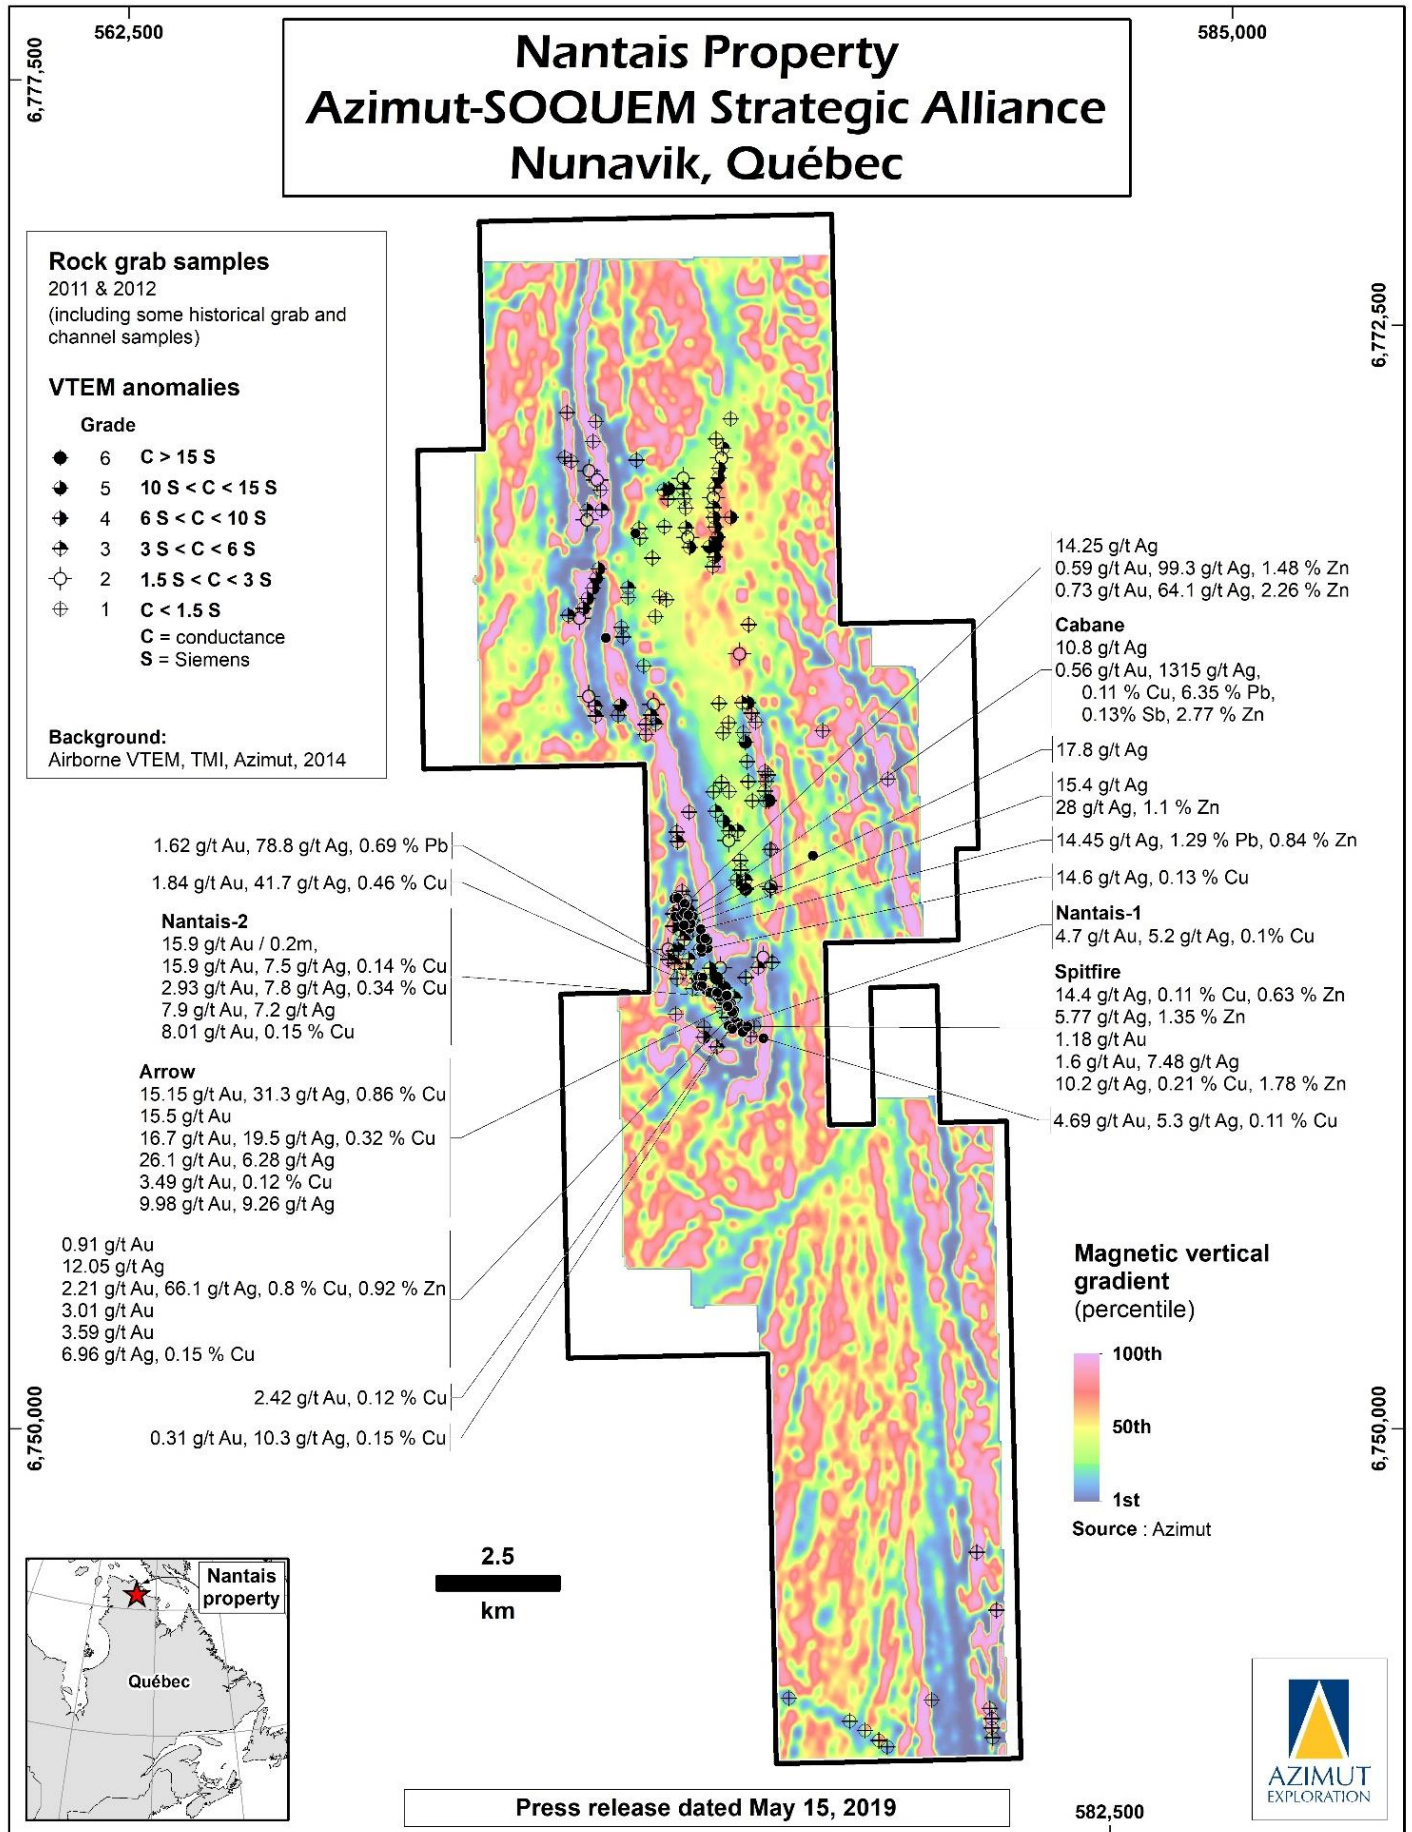 562,500
585,000
6,777,500
6,772,500
Nantais Property
Azimut-SOQUEM Strategic Alliance
Nunavik, Québec
Rock grab samples
2011 & 2012
(including some historical grab and
channel samples)
VTEM anomalies
Grade
6 C > 15 S
5 10 S < C < 15 S
4 6 S < C < 10 S
3 3 S < C < 6 S
2 1.5 S < C < 3 S
1 C < 1.5 S
C = conductance
S = Siemens
Background:
Airborne VTEM, TMI, Azimut, 2014
14.25 g/t Ag
0.59 g/t Au, 99.3 g/t Ag, 1.48 % Zn
0.73 g/t Au, 64.1 g/t Ag, 2.26 % Zn
Cabane
10.8 g/t Ag
0.56 g/t Au, 1315 g/t Ag,
0.11 % Cu, 6.35 % Pb,
0.13% Sb, 2.77 % Zn
17.8 g/t Ag
15.4 g/t Ag
28 g/t Ag, 1.1 % Zn
14.45 g/t Ag, 1.29 % Pb, 0.84 % Zn
14.6 g/t Ag, 0.13 % Cu
Nantais-1
4.7 g/t Au, 5.2 g/t Ag, 0.1% Cu
Spitfire
14.4 g/t Ag, 0.11 % Cu, 0.63 % Zn
5.77 g/t Ag, 1.35 % Zn
1.18 g/t Au
1.6 g/t Au, 7.48 g/t Ag
10.2 g/t Ag, 0.21 % Cu, 1.78 % Zn
4.69 g/t Au, 5.3 g/t Ag, 0.11 % Cu
1.62 g/t Au, 78.8 g/t Ag, 0.69 % Pb
1.84 g/t Au, 41.7 g/t Ag, 0.46 % Cu
Nantais-2
15.9 g/t Au / 0.2m,
15.9 g/t Au, 7.5 g/t Ag, 0.14 % Cu
2.93 g/t Au, 7.8 g/t Ag, 0.34 % Cu
7.9 g/t Au, 7.2 g/t Ag
8.01 g/t Au, 0.15 % Cu
Arrow
15.15 g/t Au, 31.3 g/t Ag, 0.86 % Cu
15.5 g/t Au
16.7 g/t Au, 19.5 g/t Ag, 0.32 % Cu
26.1 g/t Au, 6.28 g/t Ag
3.49 g/t Au, 0.12 % Cu
9.98 g/t Au, 9.26 g/t Ag
0.91 g/t Au
12.05 g/t Ag
2.21 g/t Au, 66.1 g/t Ag, 0.8 % Cu, 0.92 % Zn
3.01 g/t Au
3.59 g/t Au
6.96 g/t Ag, 0.15 % Cu
2.42 g/t Au, 0.12 % Cu
0.31 g/t Au, 10.3 g/t Ag, 0.15 % Cu
Magnetic vertical
gradient
(percentile)
100th
50th
1st
Source : Azimut
6,750,000
6,750,000
2.5
km
Nantais
property
Québec
AZIMUT
EXPLORATION
Press release dated May 15, 2019
582,500